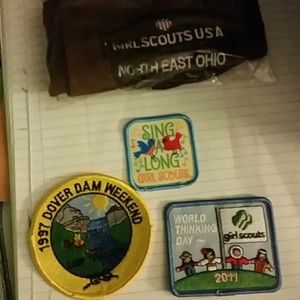 GIRL SCOUTS USA
NORTH EAST OHIO
SING
A
LONG
GIRL SCOUTS
1997 DOVER DAM WEEKEND
WORLD
THINKING
DAY ~
girl scouts
2011